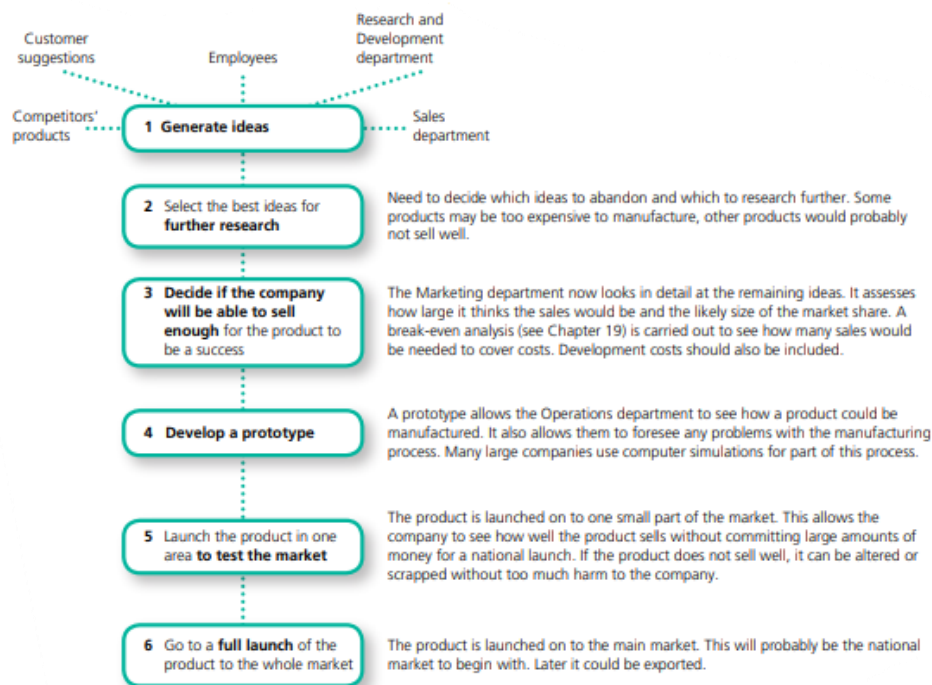 Customer
suggestions
Employees
Research and
Development
department
Competitors'
products
1 Generate ideas
Sales
department
2 Select the best ideas for
further research
Need to decide which ideas to abandon and which to research further. Some
products may be too expensive to manufacture, other products would probably
not sell well.
3 Decide if the company
will be able to sell
enough for the product to
be a success
The Marketing department now looks in detail at the remaining ideas. It assesses
how large it thinks the sales would be and the likely size of the market share. A
break-even analysis (see Chapter 19) is carried out to see how many sales would
be needed to cover costs. Development costs should also be included.
4 Develop a prototype
A prototype allows the Operations department to see how a product could be
manufactured. It also allows them to foresee any problems with the manufacturing
process. Many large companies use computer simulations for part of this process.
5 Launch the product in one
area to test the market
The product is launched on to one small part of the market. This allows the
company to see how well the product sells without committing large amounts of
money for a national launch. If the product does not sell well, it can be altered or
scrapped without too much harm to the company.
6 Go to a full launch of the
product to the whole market
The product is launched on to the main market. This will probably be the national
market to begin with. Later it could be exported.